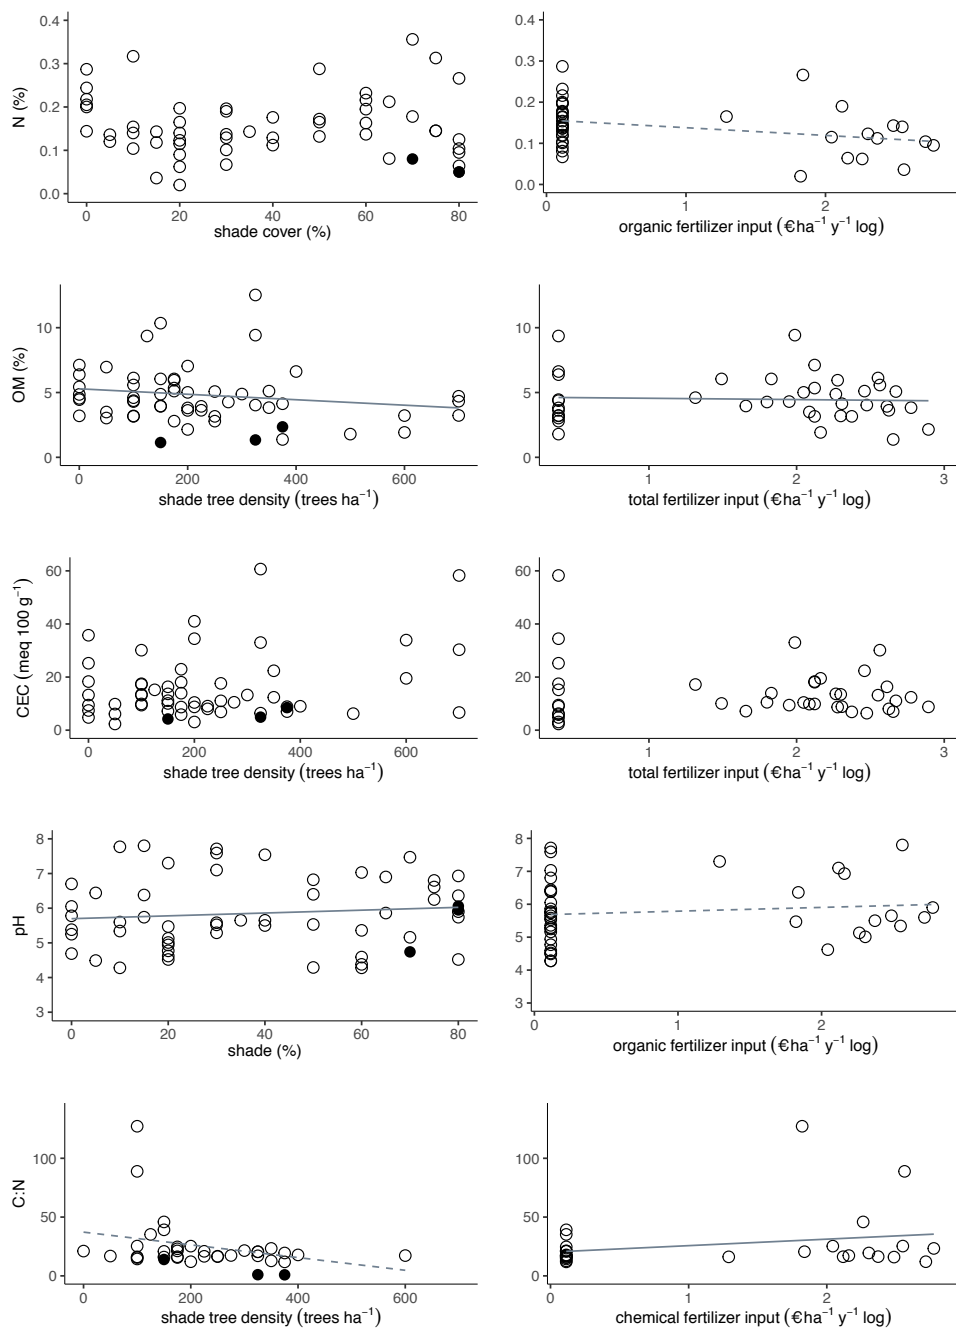 0.4
0.3
0.2
0.1
0.0
N (%)
0 20 40 60 80
shade cover (%)
0.4
0.3
0.2
0.1
0.0
0 1 2
organic fertilizer input (€ha⁻¹ y⁻¹ log)
10
5
0
OM (%)
0 200 400 600
shade tree density (trees ha⁻¹)
10
5
0
1 2 3
total fertilizer input (€ha⁻¹ y⁻¹ log)
60
40
20
0
CEC (meq 100 g⁻¹)
0 200 400 600
shade tree density (trees ha⁻¹)
60
40
20
0
1 2 3
total fertilizer input (€ha⁻¹ y⁻¹ log)
8
7
6
5
4
3
pH
0 20 40 60 80
shade (%)
8
7
6
5
4
3
0 1 2
organic fertilizer input (€ha⁻¹ y⁻¹ log)
100
50
0
C:N
0 200 400 600
shade tree density (trees ha⁻¹)
100
50
0
0 1 2
chemical fertilizer input (€ha⁻¹ y⁻¹ log)